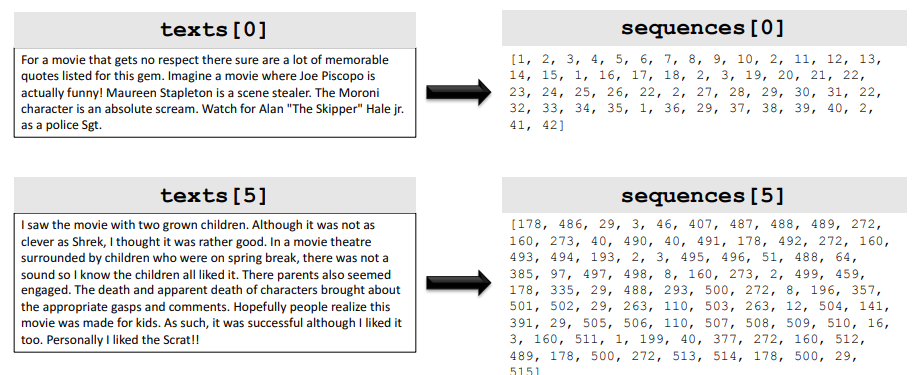 texts[0]
For a movie that gets no respect there sure are a lot of memorable
quotes listed for this gem. Imagine a movie where Joe Piscopo is
actually funny! Maureen Stapleton is a scene stealer. The Moroni
character is an absolute scream. Watch for Alan "The Skipper" Hale jr.
as a police Sgt.
sequences[0]
[1, 2, 3, 4, 5, 6, 7, 8, 9, 10, 2, 11, 12, 13,
14, 15, 1, 16, 17, 18, 2, 3, 19, 20, 21, 22,
23, 24, 25, 26, 22, 2, 27, 28, 29, 30, 31, 22,
32, 33, 34, 35, 1, 36, 29, 37, 38, 39, 40, 2,
41, 42]
texts[5]
I saw the movie with two grown children. Although it was not as
clever as Shrek, I thought it was rather good. In a movie theatre
surrounded by children who were on spring break, there was not a
sound so I know the children all liked it. There parents also seemed
engaged. The death and apparent death of characters brought about
the appropriate gasps and comments. Hopefully people realize this
movie was made for kids. As such, it was successful although I liked it
too. Personally I liked the Scrat!!
sequences[5]
[178, 486, 29, 3, 46, 407, 487, 488, 489, 272,
160, 273, 40, 490, 40, 491, 178, 492, 272, 160,
493, 494, 193, 2, 3, 495, 496, 51, 488, 64,
385, 97, 497, 498, 8, 160, 273, 2, 499, 459,
178, 335, 29, 488, 293, 500, 272, 8, 196, 357,
501, 502, 29, 263, 110, 503, 263, 12, 504, 141,
391, 29, 505, 506, 110, 507, 508, 509, 510, 16,
3, 160, 511, 1, 199, 40, 377, 272, 160, 512,
489, 178, 500, 272, 513, 514, 178, 500, 29,
515]